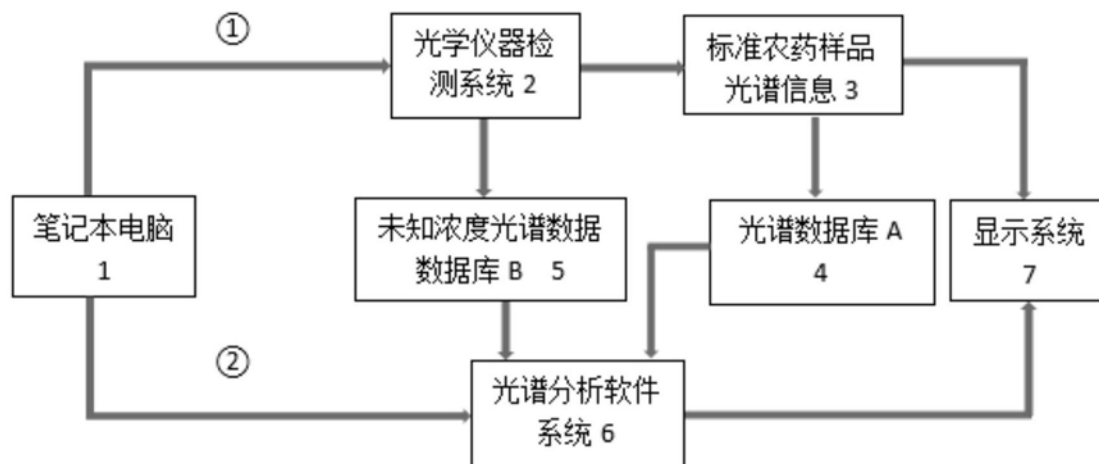 ①
光学仪器检
测系统 2
标准农药样品
光谱信息 3
笔记本电脑
1
未知浓度光谱数据
数据库 B 5
光谱数据库 A
4
显示系统
7
②
光谱分析软件
系统 6